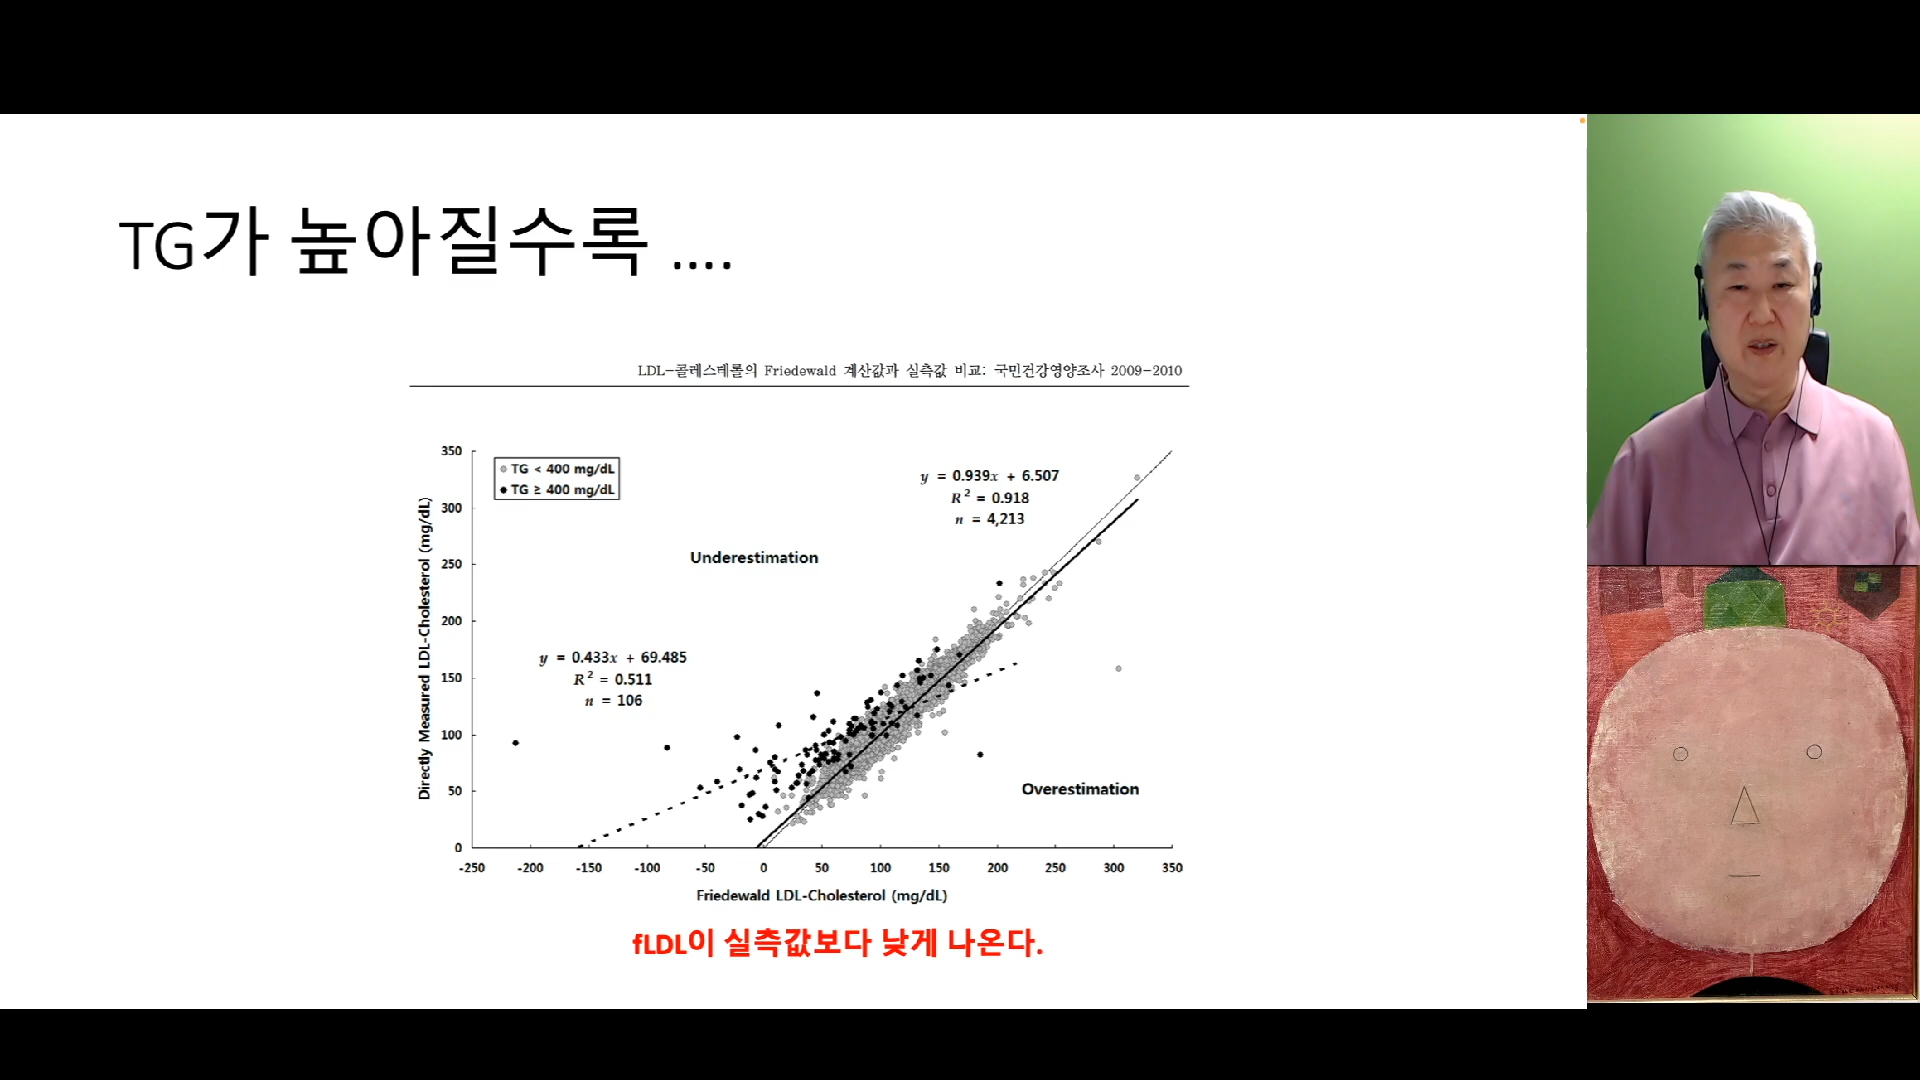 TG가 높아질수록 ....
LDL-콜레스테롤의 Friedewald 계산값과 실측값 비교: 국민건강영양조사 2009-2010
350
300
250
200
150
100
50
0
Directly Measured LDL-Cholesterol (mg/dL)
TG < 400 mg/dL
TG ≥ 400 mg/dL
y = 0.939x + 6.507
R² = 0.918
n = 4,213
Underestimation
y = 0.433x + 69.485
R² = 0.511
n = 106
Overestimation
-250 -200 -150 -100 -50 0 50 100 150 200 250 300 350
Friedewald LDL-Cholesterol (mg/dL)
fLDL이 실측값보다 낮게 나온다.